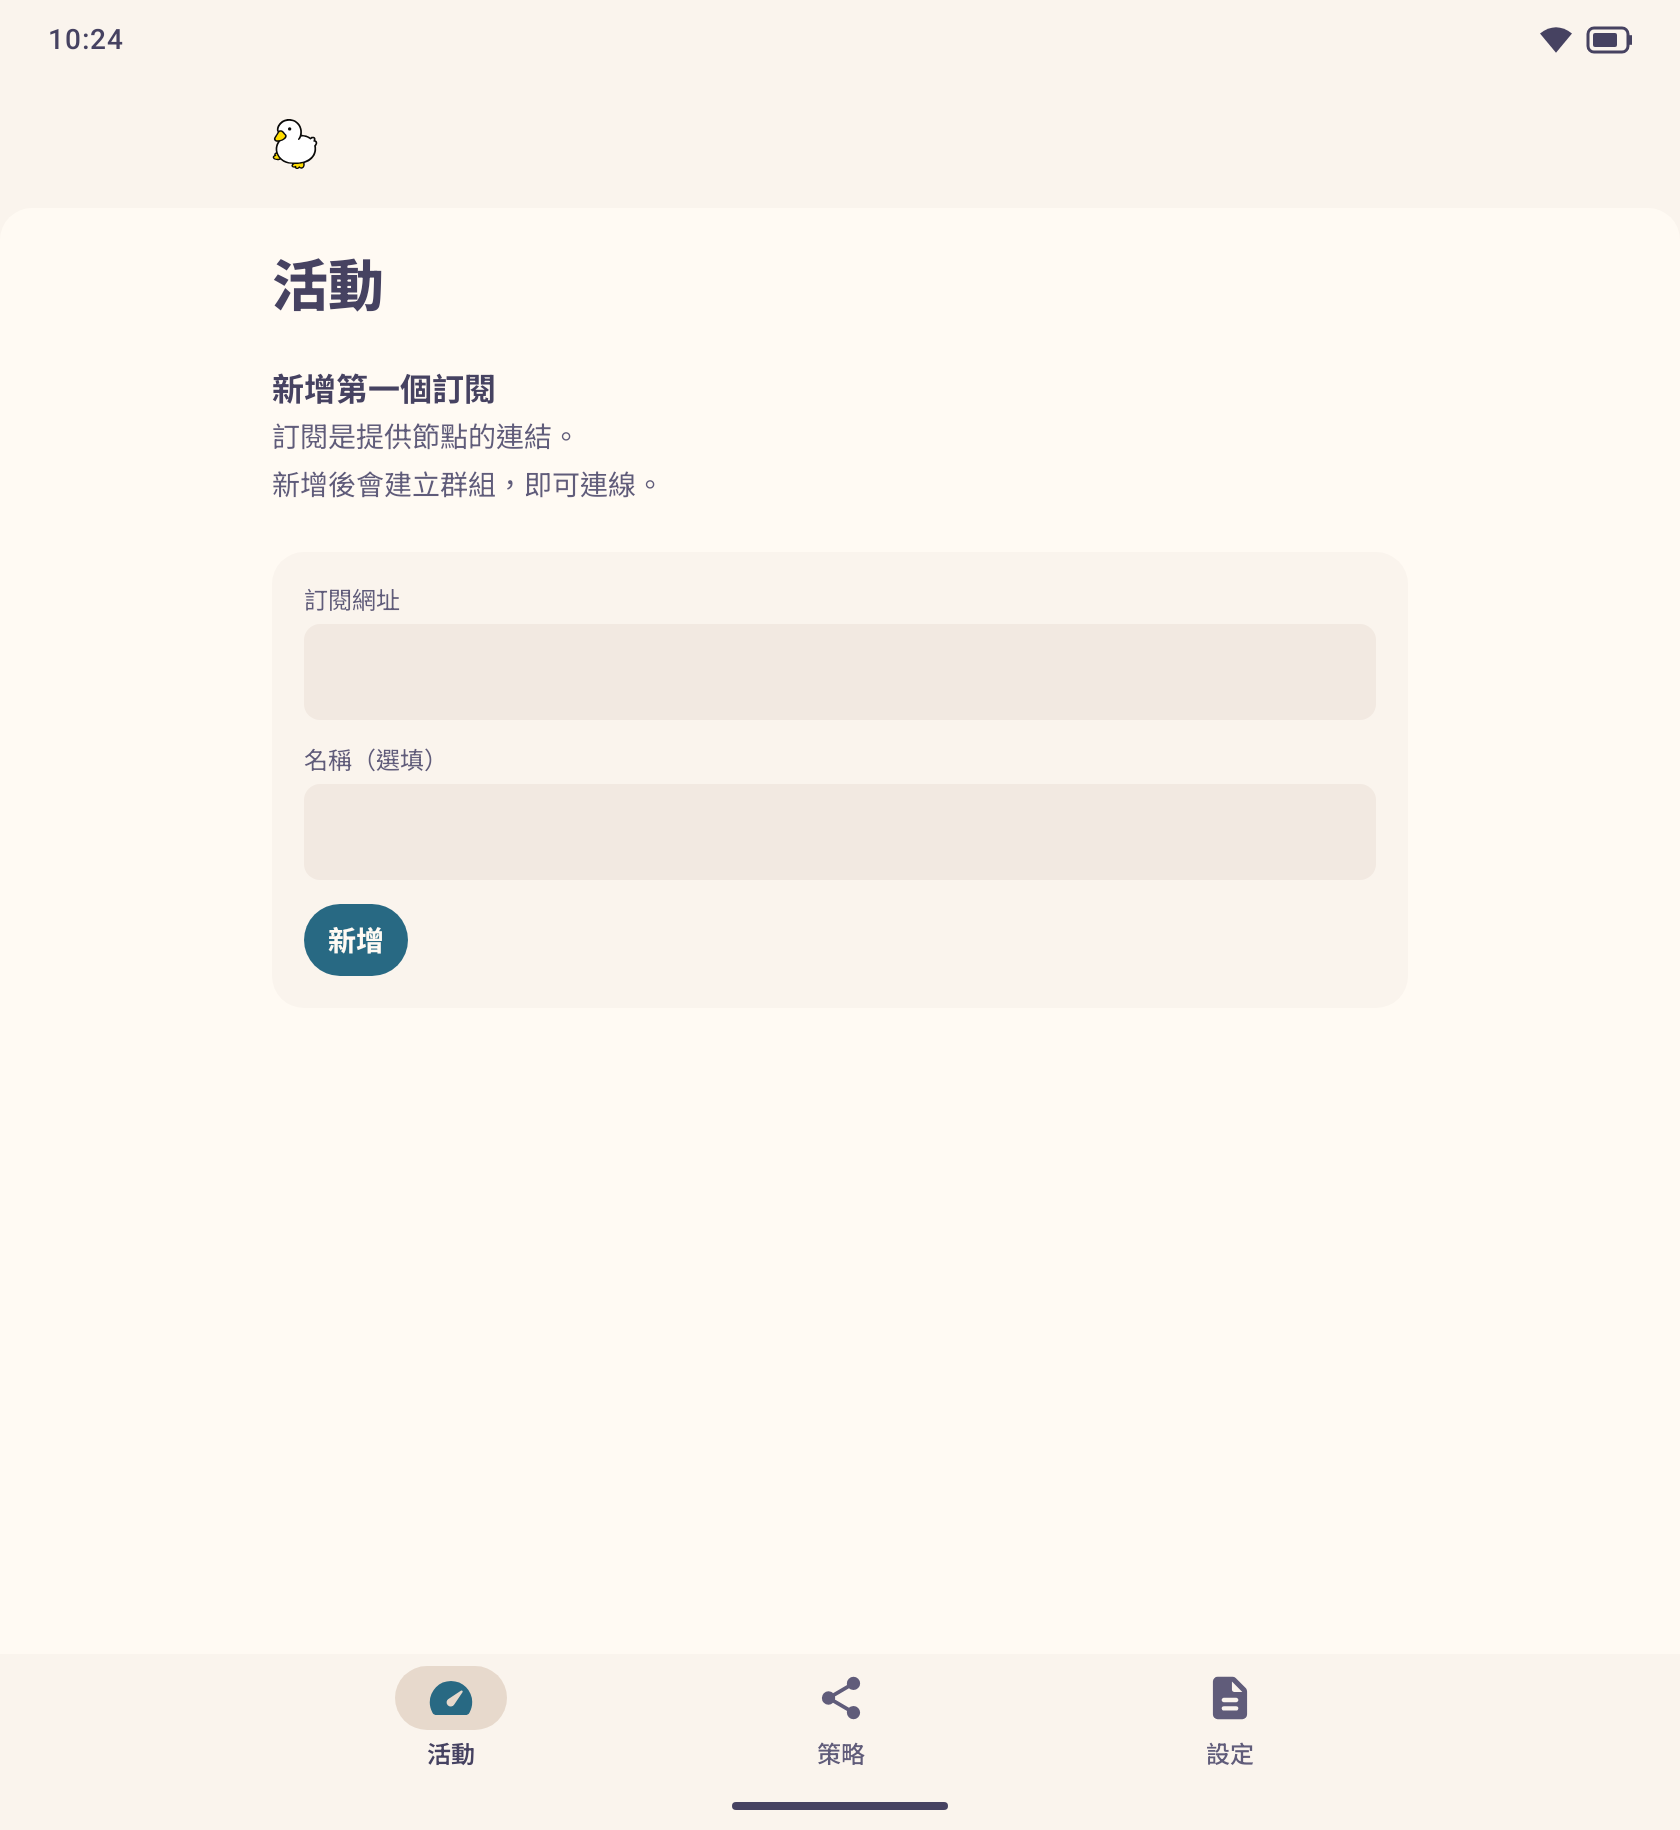 10:24
活動
新增第一個訂閱
訂閱是提供節點的連結。
新增後會建立群組，即可連線。
訂閱網址
名稱（選填）
新增
活動
策略
設定